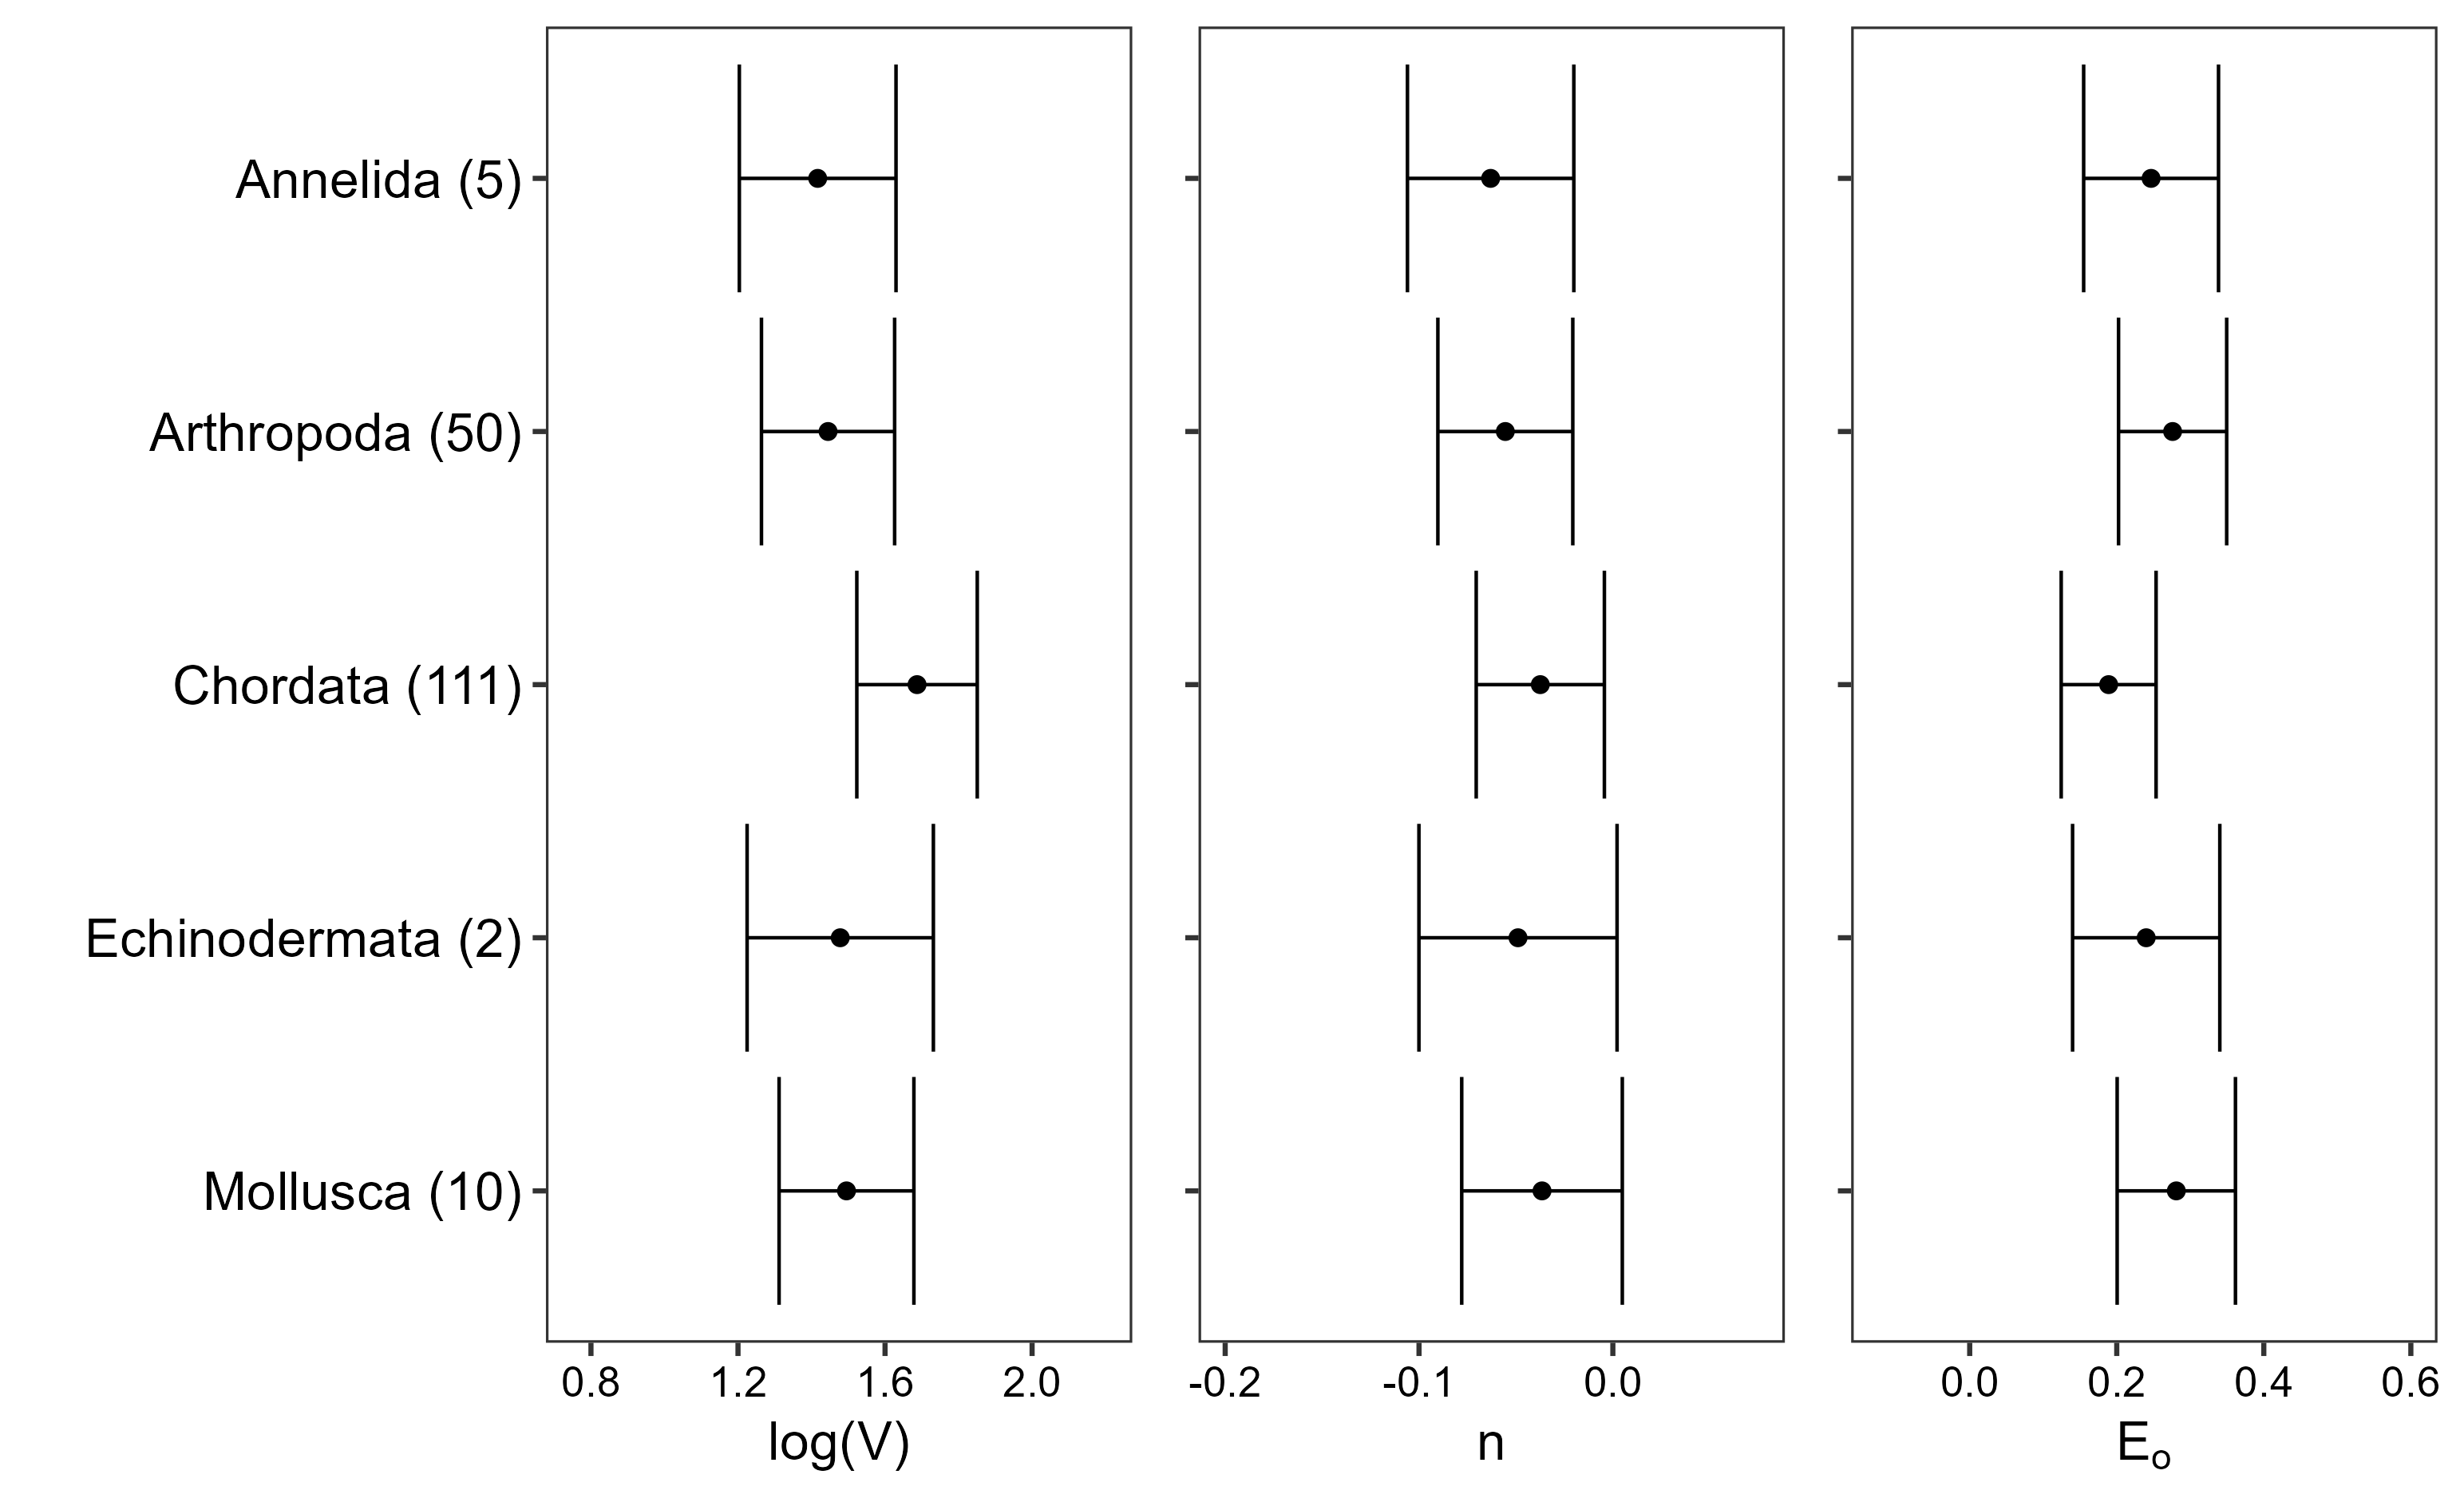 Annelida (5)
Arthropoda (50)
Chordata (111)
Echinodermata (2)
Mollusca (10)
0.8 1.2 1.6 2.0
-0.2 -0.1 0.0
0.0 0.2 0.4 0.6
log(V)
n
Eₒ